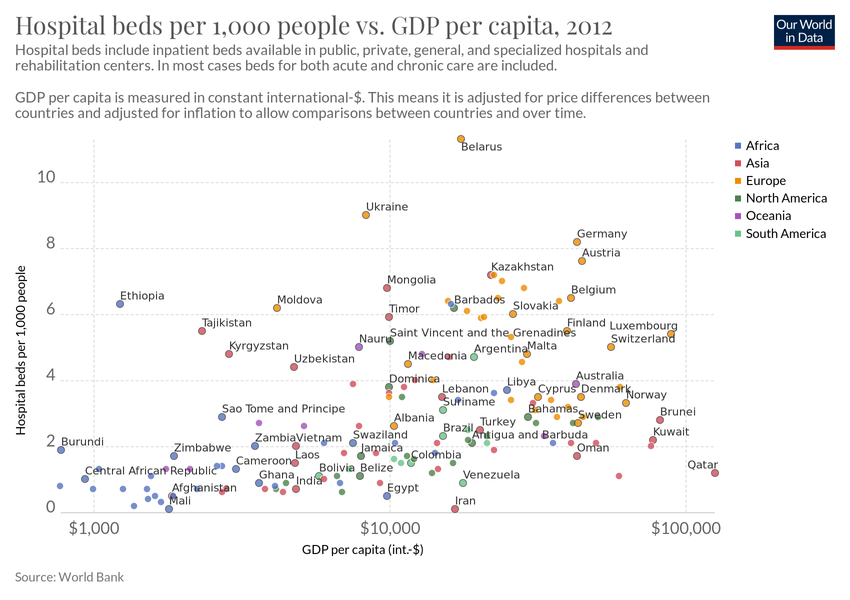 Hospital beds per 1,000 people vs. GDP per capita, 2012
Our World
in Data
Hospital beds include inpatient beds available in public, private, general, and specialized hospitals and
rehabilitation centers. In most cases beds for both acute and chronic care are included.
GDP per capita is measured in constant international-$. This means it is adjusted for price differences between
countries and adjusted for inflation to allow comparisons between countries and over time.
Africa
Asia
Europe
North America
Oceania
South America
Hospital beds per 1,000 people
10
8
6
4
2
0
Belarus
Ukraine
Germany
Austria
Kazakhstan
Mongolia
Belgium
Ethiopia
Moldova
Barbados
Timor
Slovakia
Tajikistan
Finland
Luxembourg
Saint Vincent and the Grenadines
Nauru
Switzerland
Kyrgyzstan
Macedonia
Argentina
Malta
Uzbekistan
Dominica
Libya
Australia
Lebanon
Cyprus
Denmark
Suriname
Norway
Sao Tome and Principe
Albania
Bahamas
Sweden
Brunei
Burundi
Zimbabwe
Zambia
Vietnam
Swaziland
Brazil
Turkey
Antigua and Barbuda
Kuwait
Jamaica
Laos
Colombia
Oman
Central African Republic
Cameroon
Bolivia
Belize
Qatar
Ghana
India
Venezuela
Afghanistan
Egypt
Mali
Iran
$1,000
$10,000
$100,000
GDP per capita (int.-$)
Source: World Bank